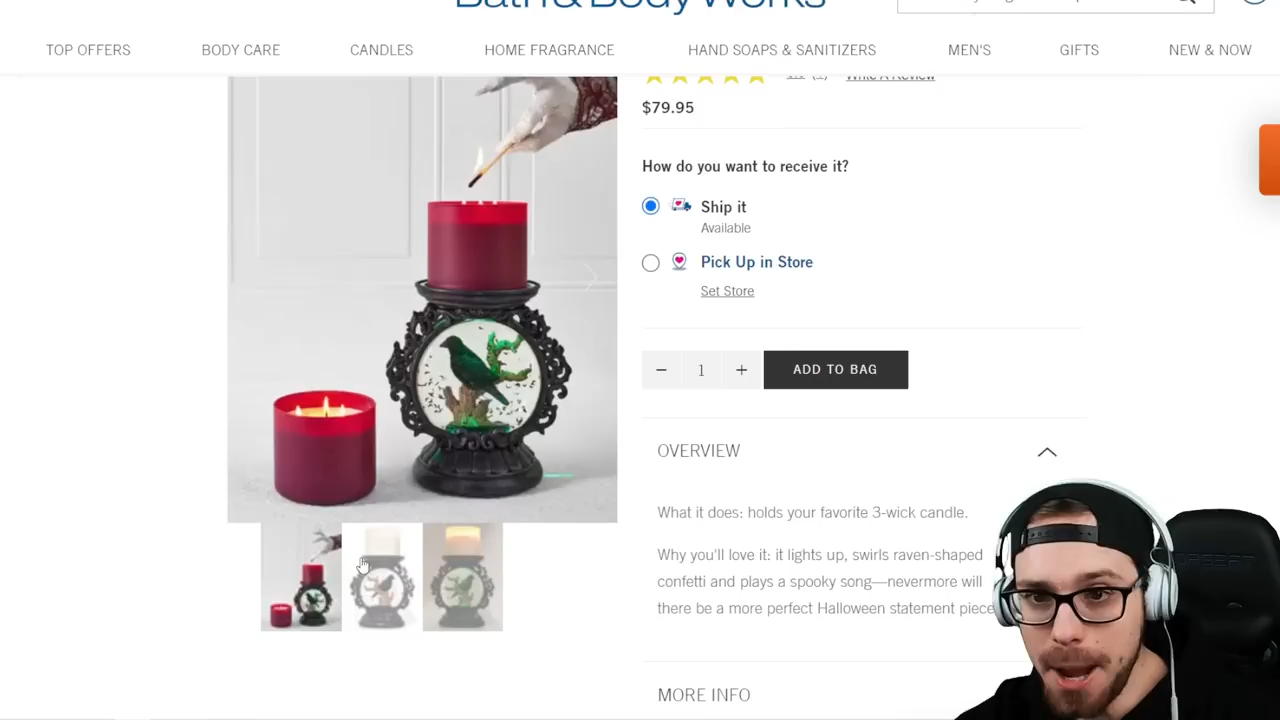 Bath & Body Works
TOP OFFERS
BODY CARE
CANDLES
HOME FRAGRANCE
HAND SOAPS & SANITIZERS
MEN'S
GIFTS
NEW & NOW
Write A Review
$79.95
How do you want to receive it?
Ship it
Available
Pick Up in Store
Set Store
− 1 +
ADD TO BAG
OVERVIEW
What it does: holds your favorite 3-wick candle.
Why you'll love it: it lights up, swirls raven-shaped
confetti and plays a spooky song—nevermore will
there be a more perfect Halloween statement piece
MORE INFO